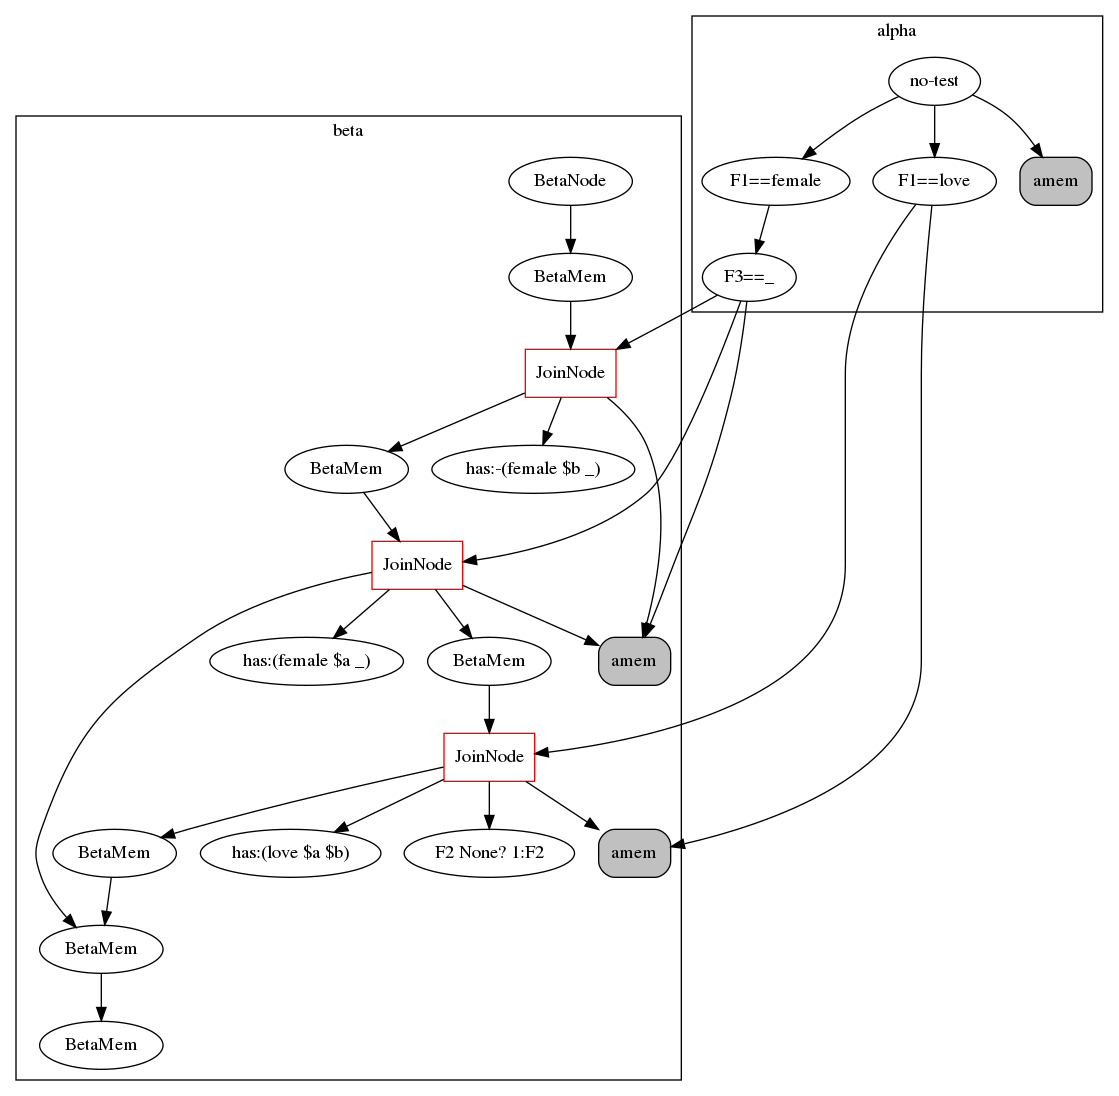 alpha
no-test
beta
BetaNode
F1==female
F1==love
amem
BetaMem
F3==_
JoinNode
BetaMem
has:-(female $b _)
JoinNode
has:(female $a _)
BetaMem
amem
JoinNode
BetaMem
has:(love $a $b)
F2 None? 1:F2
amem
BetaMem
BetaMem